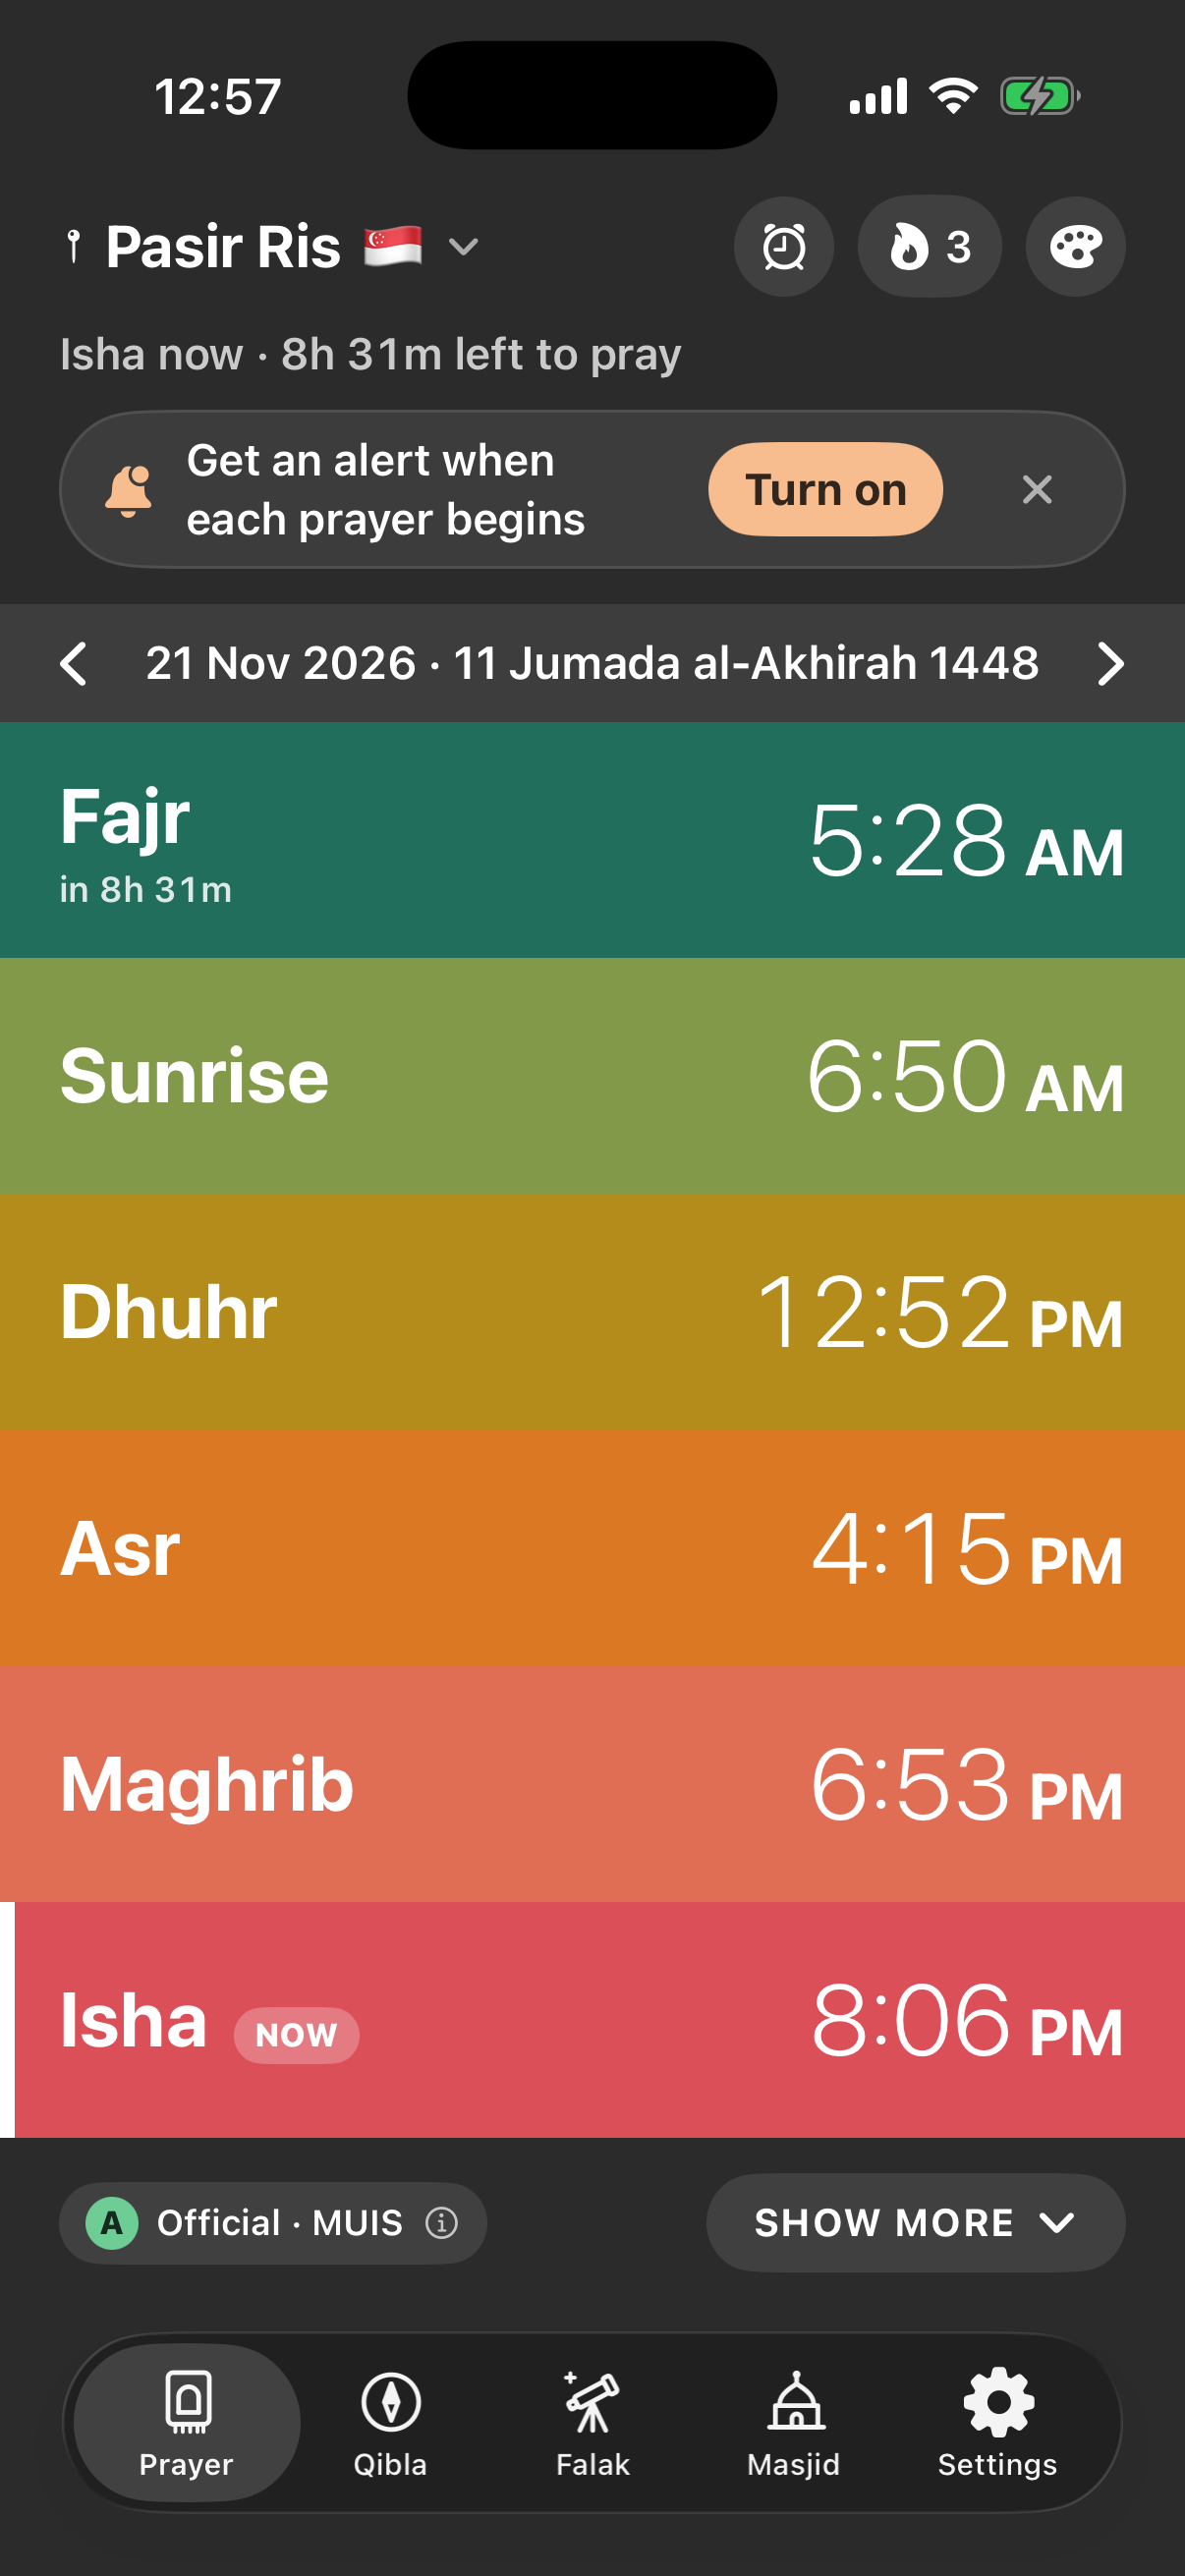 12:57
Pasir Ris 🇸🇬
3
Isha now · 8h 31m left to pray
Get an alert when
each prayer begins
Turn on
21 Nov 2026 · 11 Jumada al-Akhirah 1448
Fajr
5:28 AM
in 8h 31m
Sunrise
6:50 AM
Dhuhr
12:52 PM
Asr
4:15 PM
Maghrib
6:53 PM
Isha
NOW
8:06 PM
A
Official · MUIS
SHOW MORE
Prayer
Qibla
Falak
Masjid
Settings